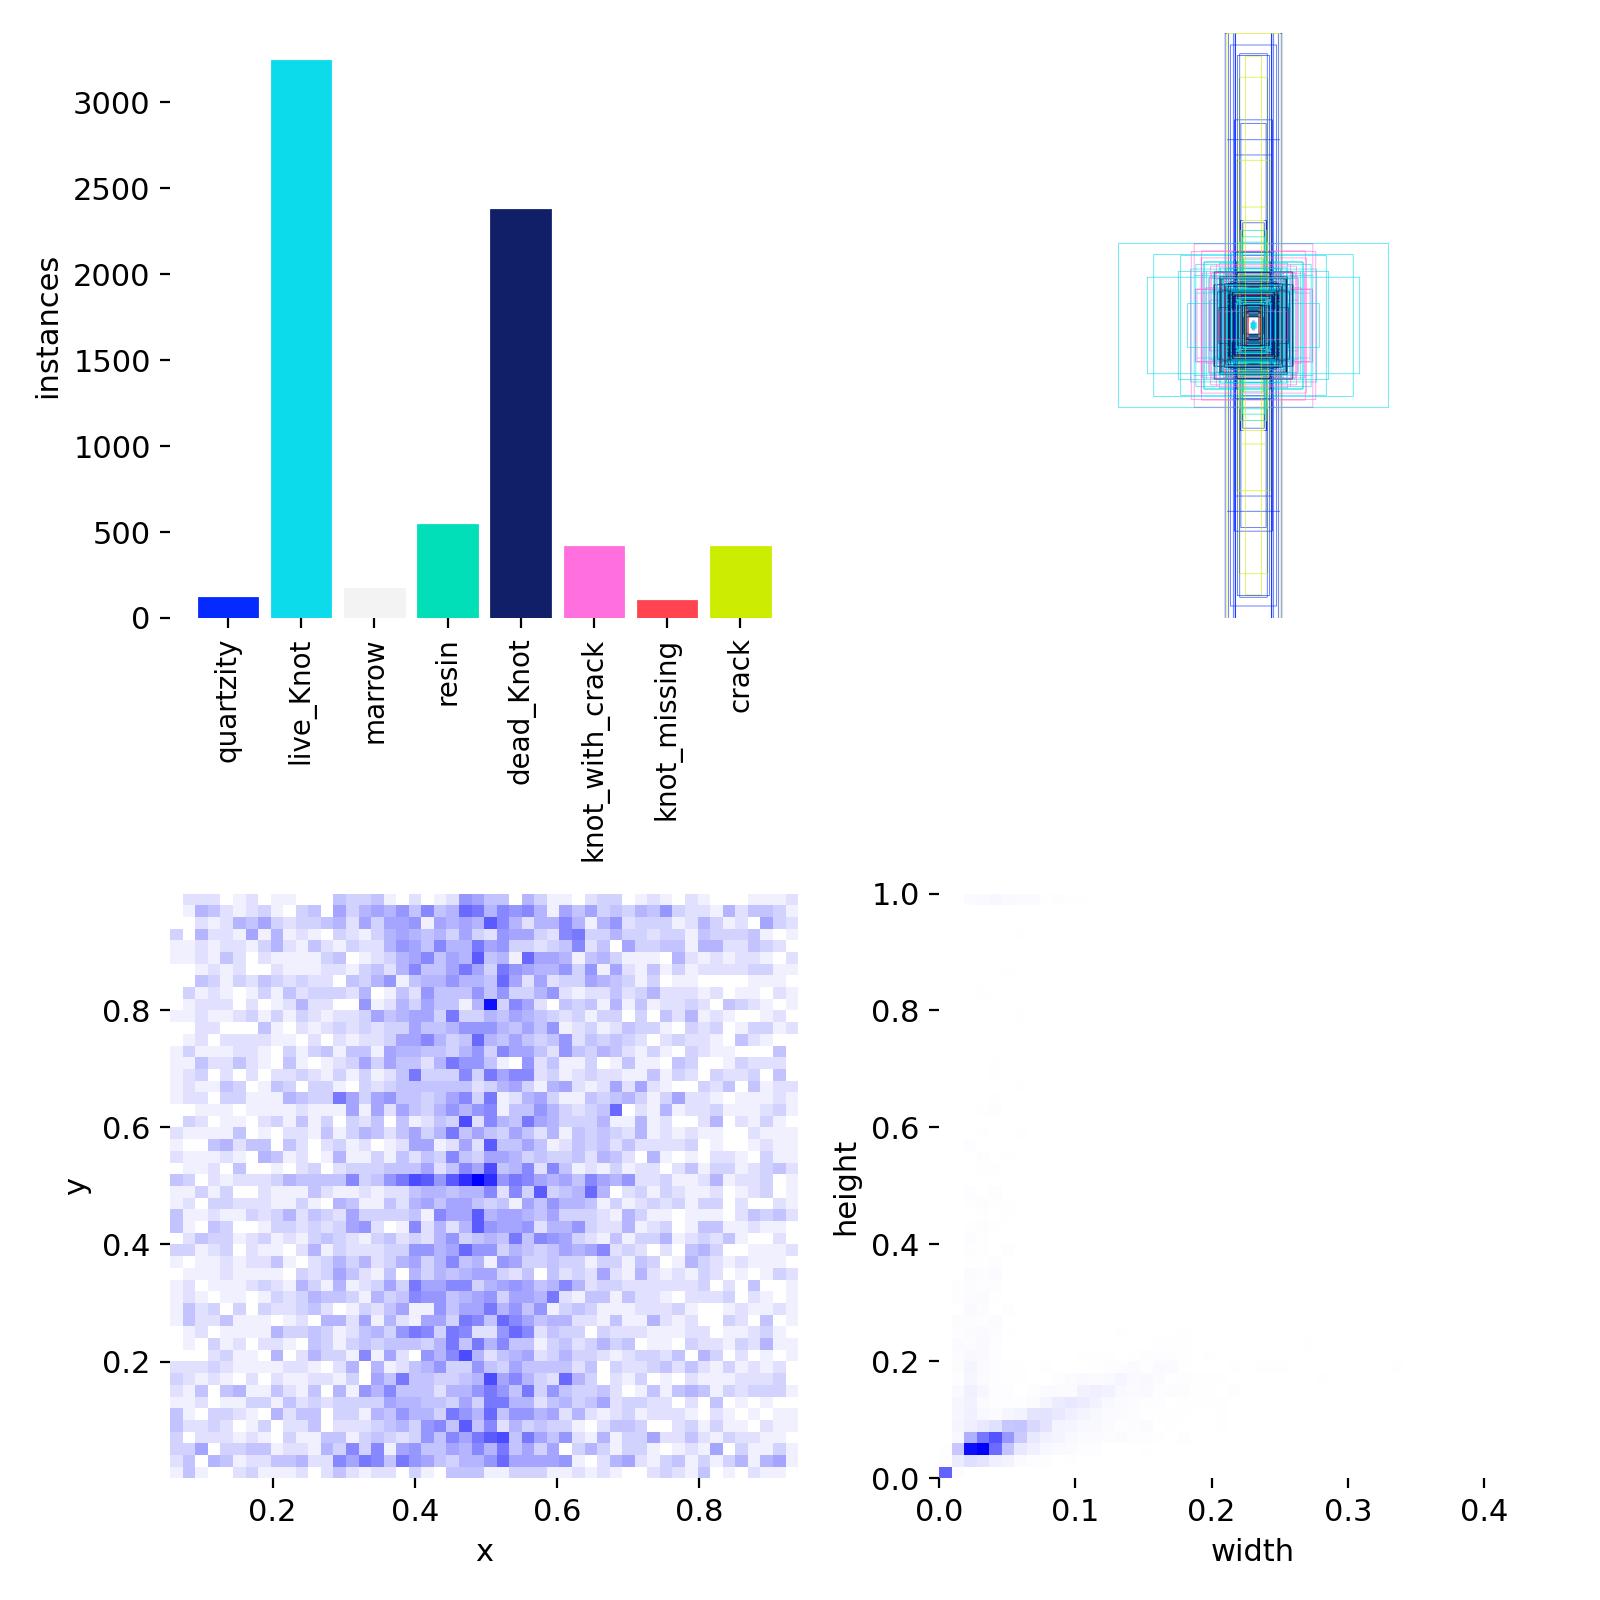 instances
3000
2500
2000
1500
1000
500
0
quartzity
live_Knot
marrow
resin
dead_Knot
knot_with_crack
knot_missing
crack
y
0.8
0.6
0.4
0.2
0.2 0.4 0.6 0.8
x
height
1.0
0.8
0.6
0.4
0.2
0.0
0.0 0.1 0.2 0.3 0.4
width